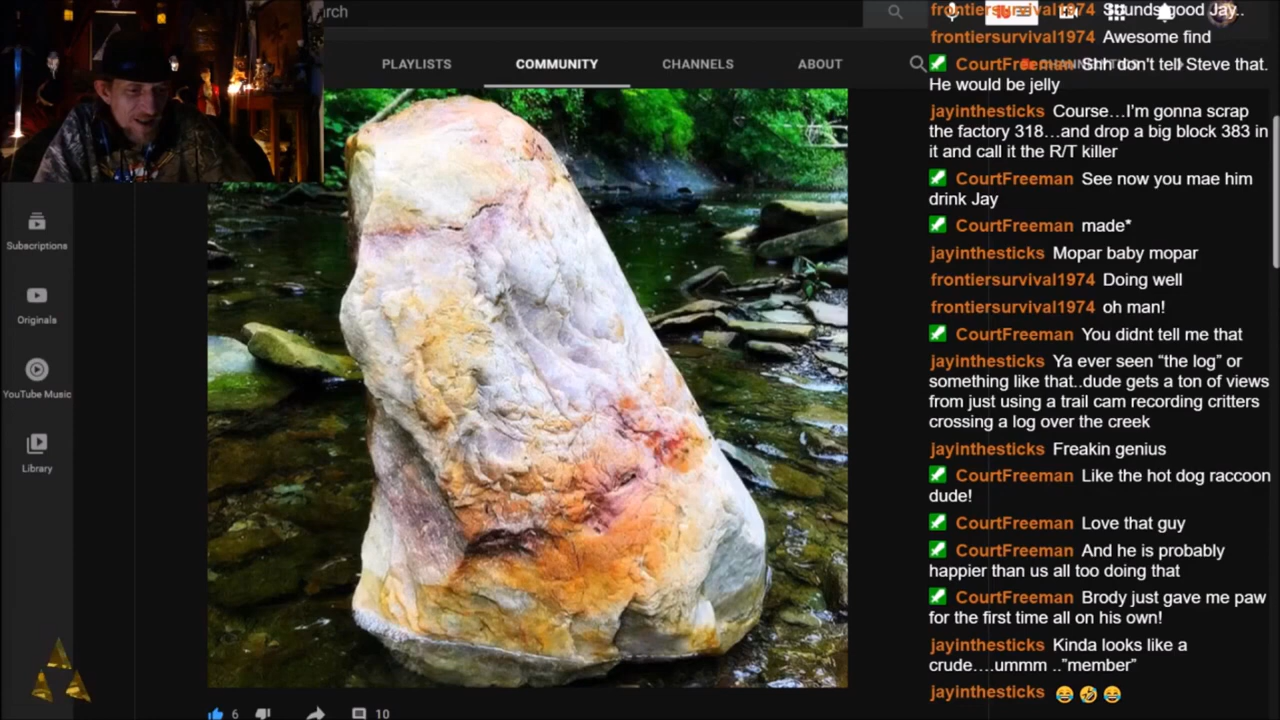 rch
PLAYLISTS
COMMUNITY
CHANNELS
ABOUT
Subscriptions
Originals
YouTube Music
Library
6
10
frontiersurvival1974 Sounds good Jay..
frontiersurvival1974 Awesome find
CourtFreeman Shh don't tell Steve that.
He would be jelly
jayinthesticks Course…I'm gonna scrap
the factory 318…and drop a big block 383 in
it and call it the R/T killer
CourtFreeman See now you mae him
drink Jay
CourtFreeman made*
jayinthesticks Mopar baby mopar
frontiersurvival1974 Doing well
frontiersurvival1974 oh man!
CourtFreeman You didnt tell me that
jayinthesticks Ya ever seen “the log” or
something like that..dude gets a ton of views
from just using a trail cam recording critters
crossing a log over the creek
jayinthesticks Freakin genius
CourtFreeman Like the hot dog raccoon
dude!
CourtFreeman Love that guy
CourtFreeman And he is probably
happier than us all too doing that
CourtFreeman Brody just gave me paw
for the first time all on his own!
jayinthesticks Kinda looks like a
crude….ummm ..”member”
jayinthesticks 😂🤣😂